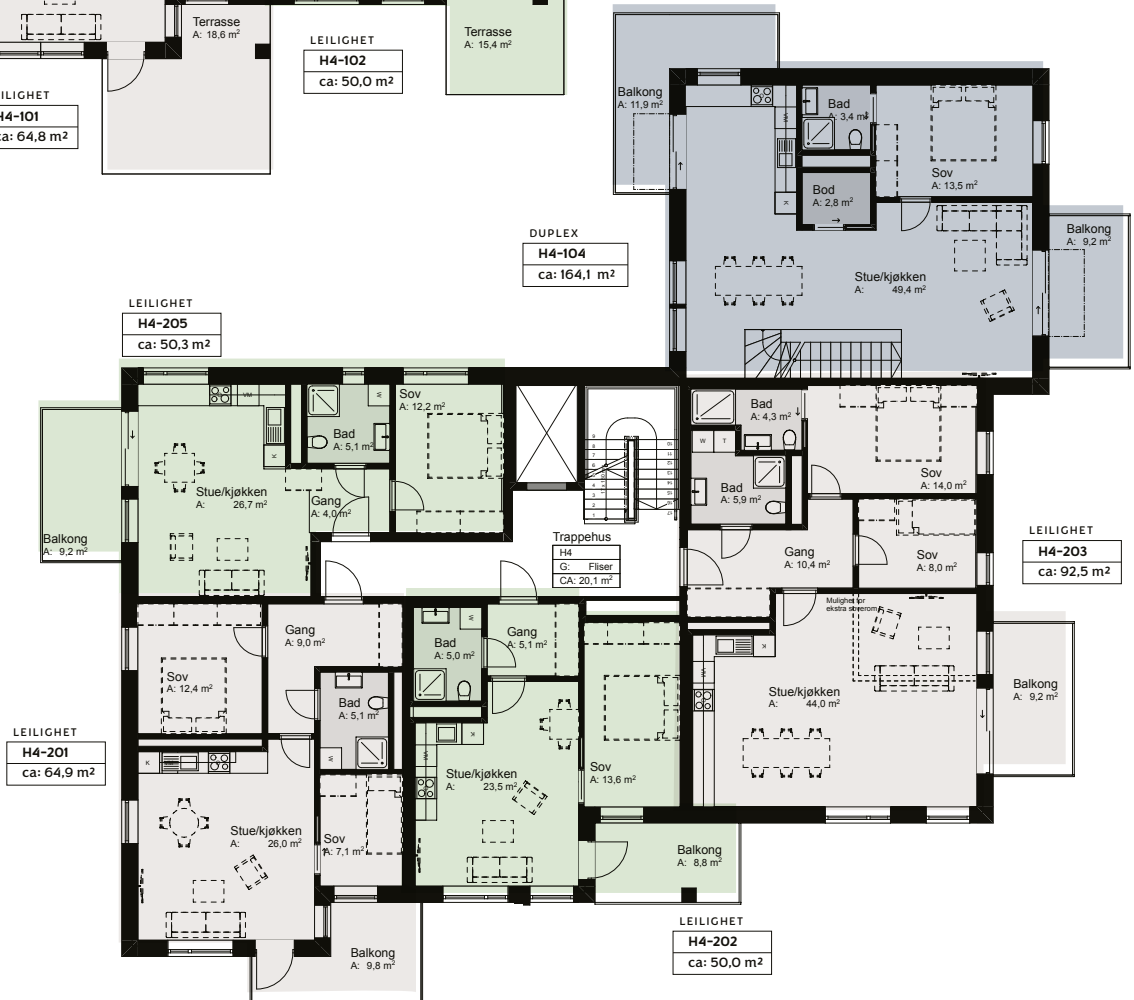 Terrasse
A: 18,6 m²
LEILIGHET
H4-102
ca: 50,0 m²
Terrasse
A: 15,4 m²
EILIGHET
H4-101
ca: 64,8 m²
Balkong
A: 11,9 m²
Bad
A: 3,4 m²
VM
K
Sov
A: 13,5 m²
Bod
A: 2,8 m²
DUPLEX
H4-104
ca: 164,1 m²
Stue/kjøkken
A: 49,4 m²
Balkong
A: 9,2 m²
LEILIGHET
H4-205
ca: 50,3 m²
VM
K
Bad
A: 5,1 m²
W
Sov
A: 12,2 m²
Stue/kjøkken
A: 26,7 m²
Gang
A: 4,0 m²
Balkong
A: 9,2 m²
Trappehus
H4
G: Fliser
CA: 20,1 m²
Bad
A: 4,3 m²
W T
Bad
A: 5,9 m²
Sov
A: 14,0 m²
Gang
A: 10,4 m²
Sov
A: 8,0 m²
LEILIGHET
H4-203
ca: 92,5 m²
Mulighet for
ekstra soverom
K
VM
Stue/kjøkken
A: 44,0 m²
Balkong
A: 9,2 m²
Gang
A: 9,0 m²
Sov
A: 12,4 m²
Bad
A: 5,1 m²
W
LEILIGHET
H4-201
ca: 64,9 m²
K
VM
Stue/kjøkken
A: 26,0 m²
Sov
A: 7,1 m²
Balkong
A: 9,8 m²
Bad
A: 5,0 m²
W
Gang
A: 5,1 m²
K
VM
Stue/kjøkken
A: 23,5 m²
Sov
A: 13,6 m²
Balkong
A: 8,8 m²
LEILIGHET
H4-202
ca: 50,0 m²